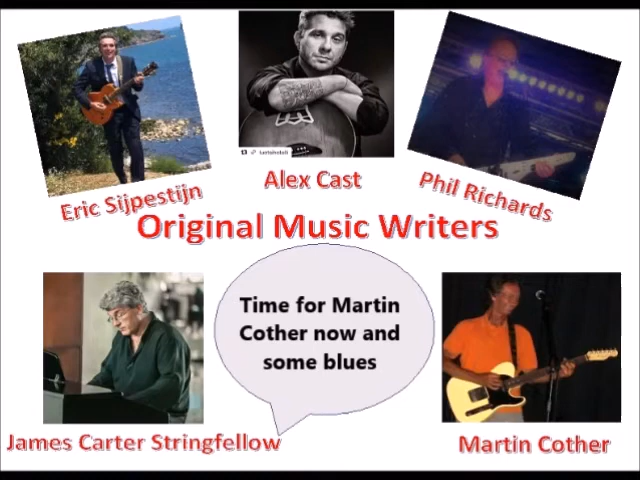 Eric Sijpestijn
Alex Cast
Phil Richards
Original Music Writers
Time for Martin
Cother now and
some blues
James Carter Stringfellow
Martin Cother